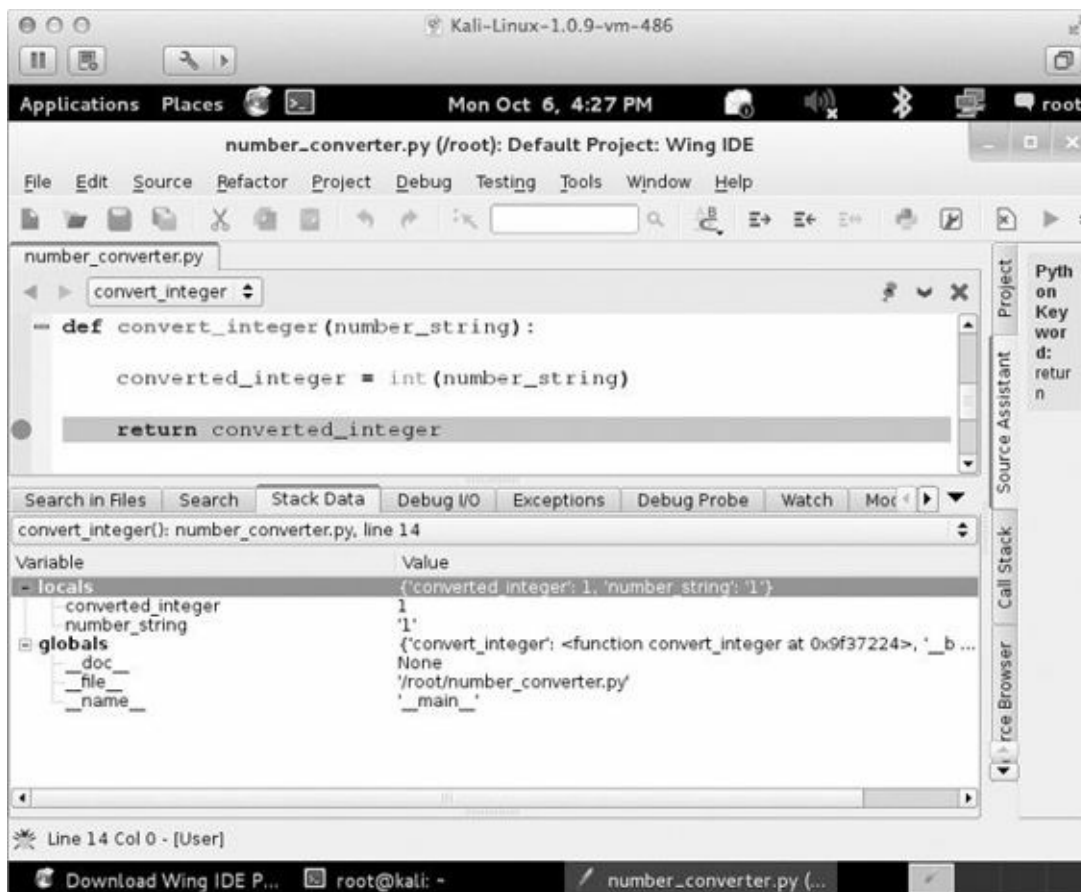 Kali-Linux-1.0.9-vm-486
Applications Places Mon Oct 6, 4:27 PM root
number_converter.py (/root): Default Project: Wing IDE
File Edit Source Refactor Project Debug Testing Tools Window Help
number_converter.py
convert_integer
def convert_integer(number_string):
converted_integer = int(number_string)
return converted_integer
Project
Source Assistant
Call Stack
rce Browser
Pyth
on
Key
wor
d:
retur
n
Search in Files Search Stack Data Debug I/O Exceptions Debug Probe Watch Moc
convert_integer(): number_converter.py, line 14
Variable Value
locals {'converted_integer': 1, 'number_string': '1'}
converted_integer 1
number_string '1'
globals {'convert_integer': <function convert_integer at 0x9f37224>, '__b ...
__doc__ None
__file__ '/root/number_converter.py'
__name__ '__main__'
Line 14 Col 0 - [User]
Download Wing IDE P... root@kali: ~ number_converter.py (...